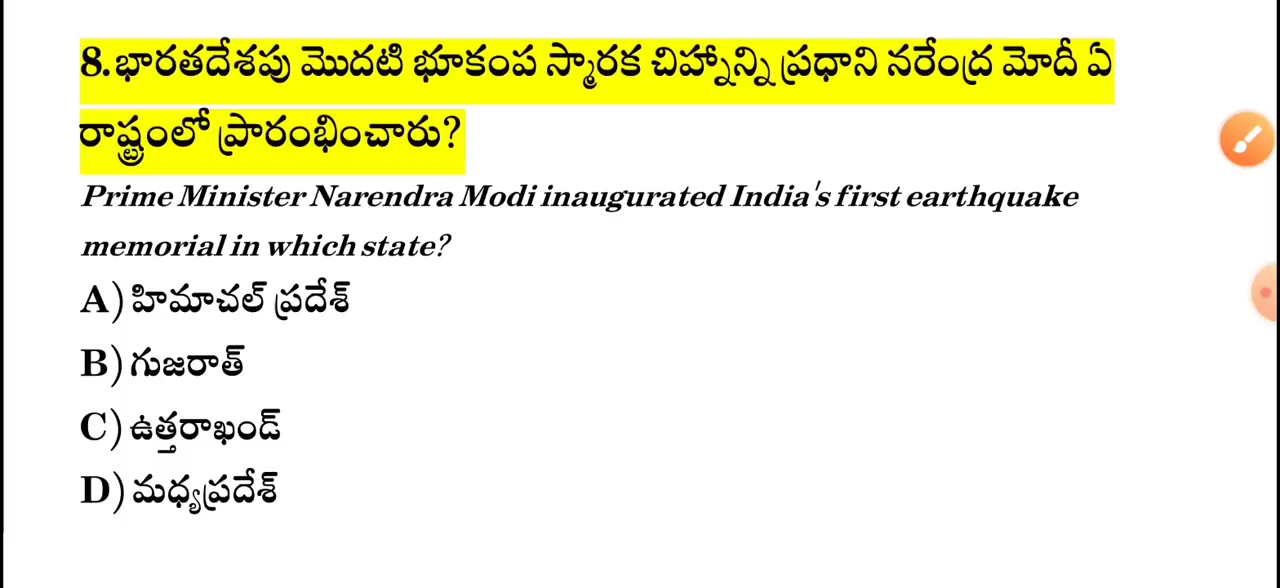 8.భారతదేశపు మొదటి భూకంప స్మారక చిహ్నాన్ని ప్రధాని నరేంద్ర మోదీ ఏ
రాష్ట్రంలో ప్రారంభించారు?
Prime Minister Narendra Modi inaugurated India's first earthquake
memorial in which state?
A) హిమాచల్ ప్రదేశ్
B) గుజరాత్
C) ఉత్తరాఖండ్
D) మధ్యప్రదేశ్